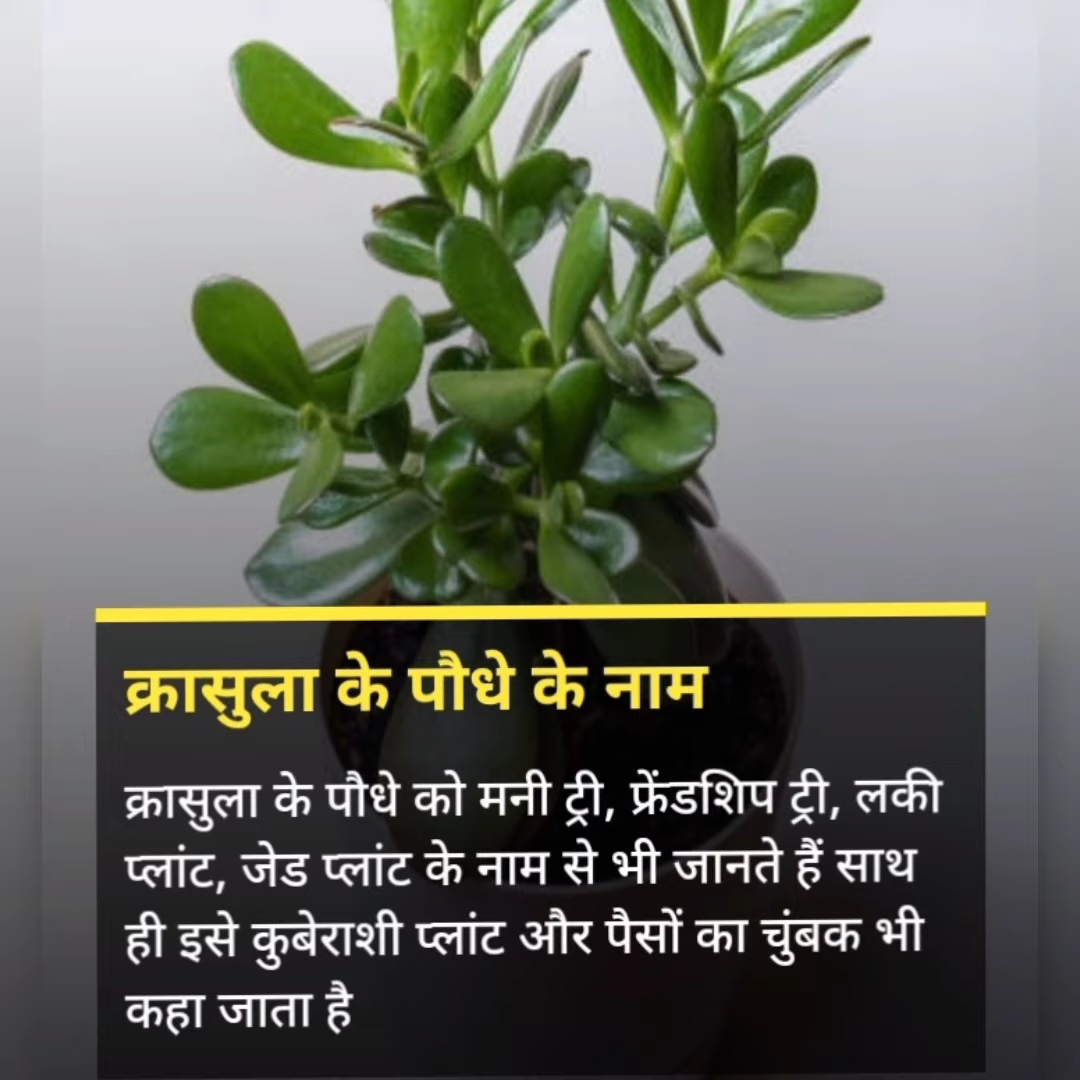 क्रासुला के पौधे के नाम
क्रासुला के पौधे को मनी ट्री, फ्रेंडशिप ट्री, लकी
प्लांट, जेड प्लांट के नाम से भी जानते हैं साथ
ही इसे कुबेराशी प्लांट और पैसों का चुंबक भी
कहा जाता है